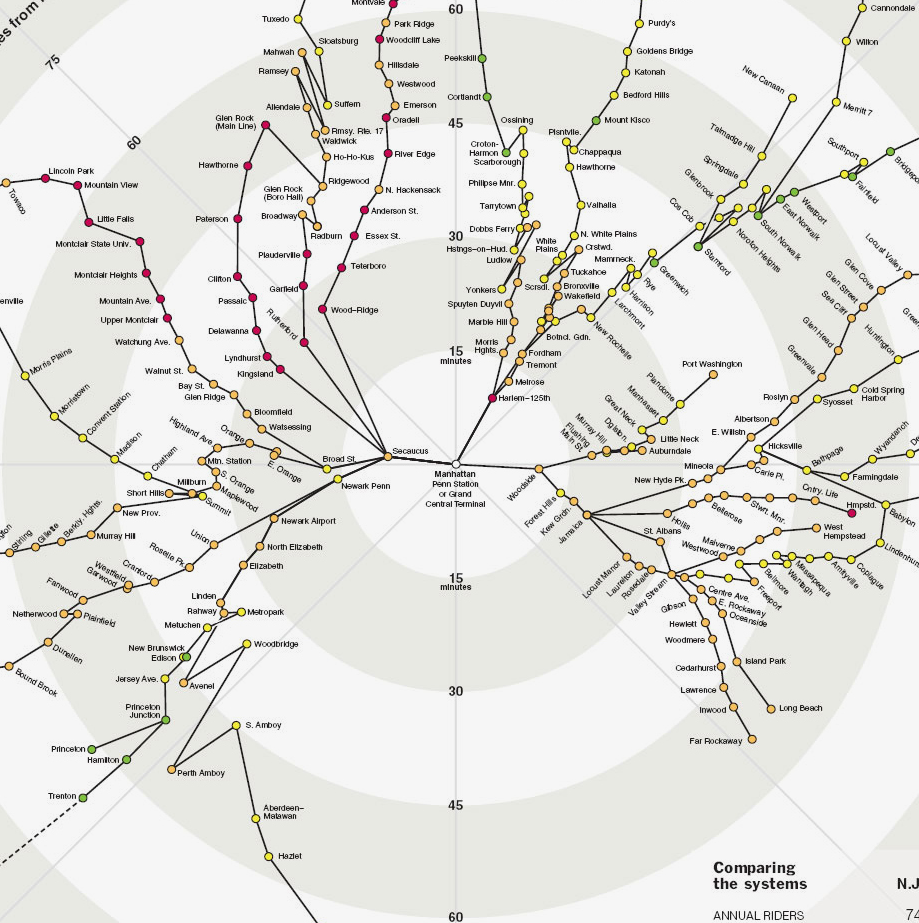 es from
75
60
60
45
30
15
minutes
15
minutes
30
45
60
Tuxedo
Sloatsburg
Mahwah
Ramsey
Suffern
Allendale
Rmsy. Rte. 17
Waldwick
Ho-Ho-Kus
Ridgewood
Glen Rock
(Boro Hall)
Broadway
Radburn
Plauderville
Garfield
Rutherford
Glen Rock
(Main Line)
Hawthorne
Paterson
Clifton
Passaic
Delawanna
Lyndhurst
Kingsland
Montvale
Park Ridge
Woodcliff Lake
Hillsdale
Westwood
Emerson
Oradell
River Edge
N. Hackensack
Anderson St.
Essex St.
Teterboro
Wood-Ridge
Towaco
Lincoln Park
Mountain View
Little Falls
Montclair State Univ.
Montclair Heights
Mountain Ave.
Upper Montclair
Watchung Ave.
Walnut St.
Bay St.
Glen Ridge
Bloomfield
Watsessing
enville
Morris Plains
Morristown
Convent Station
Madison
Chatham
Highland Ave.
Orange
E. Orange
Mtn. Station
S. Orange
Maplewood
Millburn
Short Hills
Summit
New Prov.
Murray Hill
Berkly. Hghts.
Gillette
Stirling
Broad St.
Secaucus
Newark Penn
Manhattan
Penn Station
or Grand
Central Terminal
Newark Airport
North Elizabeth
Elizabeth
Linden
Rahway
Metropark
Metuchen
New Brunswick
Edison
Jersey Ave.
Princeton
Junction
Princeton
Hamilton
Trenton
Woodbridge
Avenel
Perth Amboy
S. Amboy
Aberdeen–
Matawan
Hazlet
Union
Roselle Pk.
Cranford
Westfield
Garwood
Fanwood
Netherwood
Plainfield
Dunellen
Bound Brook
Peekskill
Cortlandt
Croton-
Harmon
Ossining
Scarborough
Philipse Mnr.
Tarrytown
Dobbs Ferry
Hstngs–on–Hud.
Ludlow
Yonkers
Spuyten Duyvil
Marble Hill
Morris
Hghts.
Fordham
Tremont
Melrose
Harlem–125th
Purdy's
Goldens Bridge
Katonah
Bedford Hills
Mount Kisco
Plantvlle.
Chappaqua
Hawthorne
Valhalla
N. White Plains
White
Plains
Crstwd.
Scrsdl.
Tuckahoe
Bronxville
Wakefield
Botncl. Gdn.
New Rochelle
Larchmont
Mamrneck.
Harrison
Rye
Greenwich
Cos Cob
Stamford
Glenbrook
Springdale
Talmadge Hill
New Canaan
Noroton Heights
South Norwalk
East Norwalk
Westport
Merritt 7
Wilton
Cannondale
Southport
Fairfield
Port Washington
Plandome
Manhasset
Great Neck
Little Neck
Auburndale
Murray Hill
Flushing
Main St.
Woodside
Forest Hills
Kew Grdn.
Jamaica
Hollis
Bellerose
Stwrt. Mnr.
Cntry. Life
Hmpstd.
New Hyde Pk.
Mineola
Carle Pl.
E. Willstn
Albertson
Roslyn
Greenvale
Glen Head
Sea Cliff
Glen Street
Glen Cove
Locust Valley
Hicksville
Syosset
Cold Spring
Harbor
Huntington
Bethpage
Farmingdale
Wyandanch
Babylon
Lindenhurst
Copiague
Amityville
Massapequa
Wantagh
Bellmore
Freeport
West
Hempstead
Malverne
Westwood
St. Albans
Locust Manor
Laurelton
Rosedale
Valley Stream
Gibson
Hewlett
Woodmere
Cedarhurst
Lawrence
Inwood
Far Rockaway
Centre Ave.
E. Rockaway
Oceanside
Island Park
Long Beach
Comparing
the systems
N.J
ANNUAL RIDERS
74